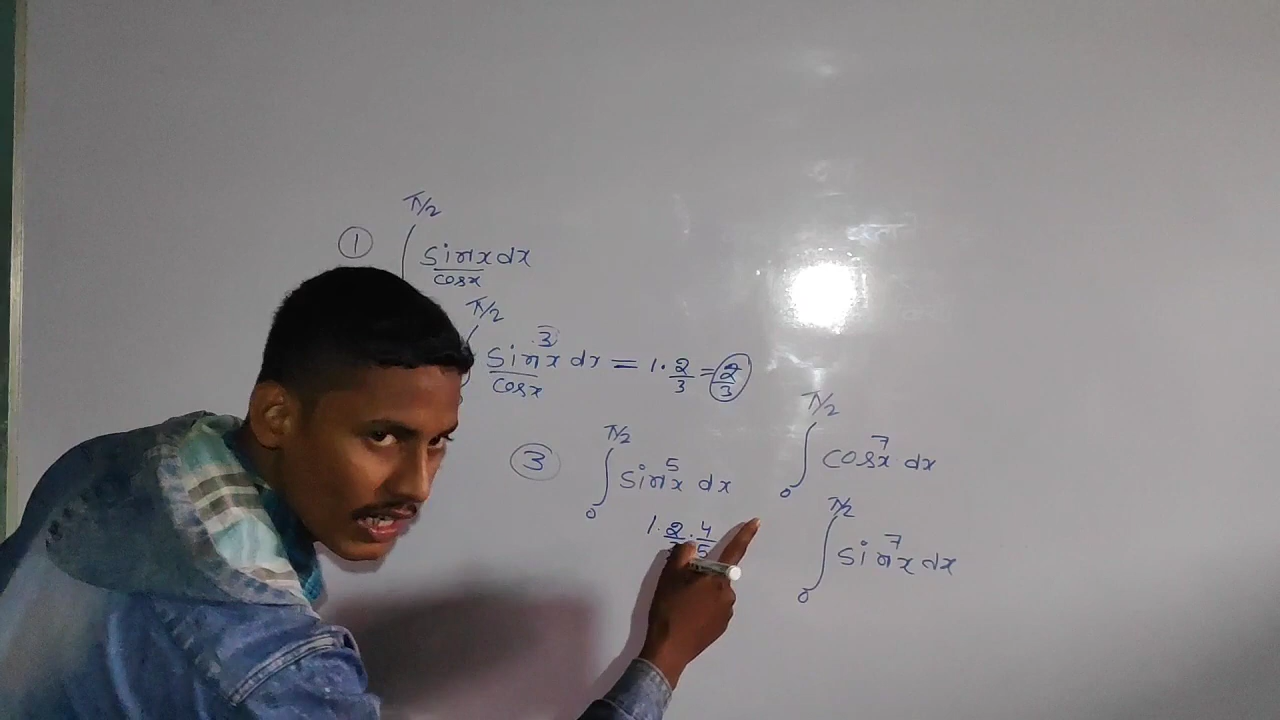 π/2
① ∫ sinx dx
cosx
π/2
sin³x dx = 1·2/3 = 2/3
cosx
π/2
③ ∫ sin⁵x dx
0
1·2/3·4/5
π/2
∫ cos⁷x dx
0
π/2
∫ sin⁷x dx
0